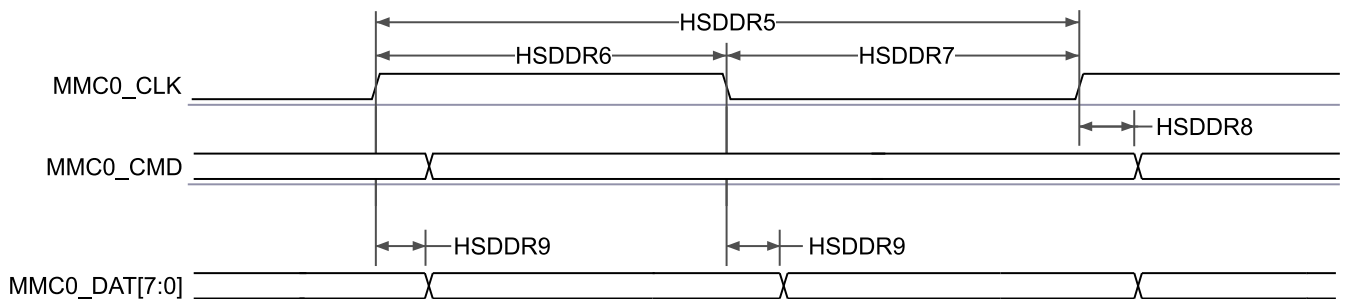 HSDDR5
HSDDR6 HSDDR7
MMC0_CLK
HSDDR8
MMC0_CMD
HSDDR9 HSDDR9
MMC0_DAT[7:0]